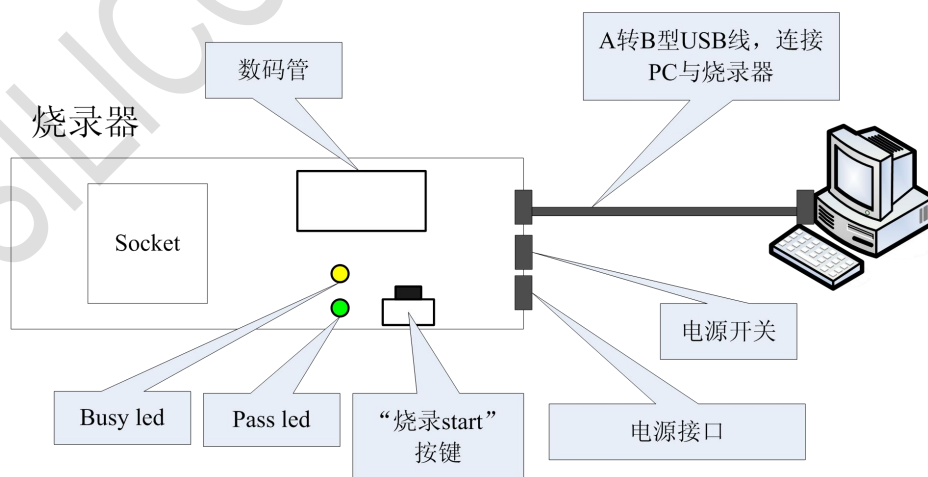 数码管
A转B型USB线，连接
PC与烧录器
烧录器
Socket
电源开关
Busy led
Pass led
“烧录start”
按键
电源接口